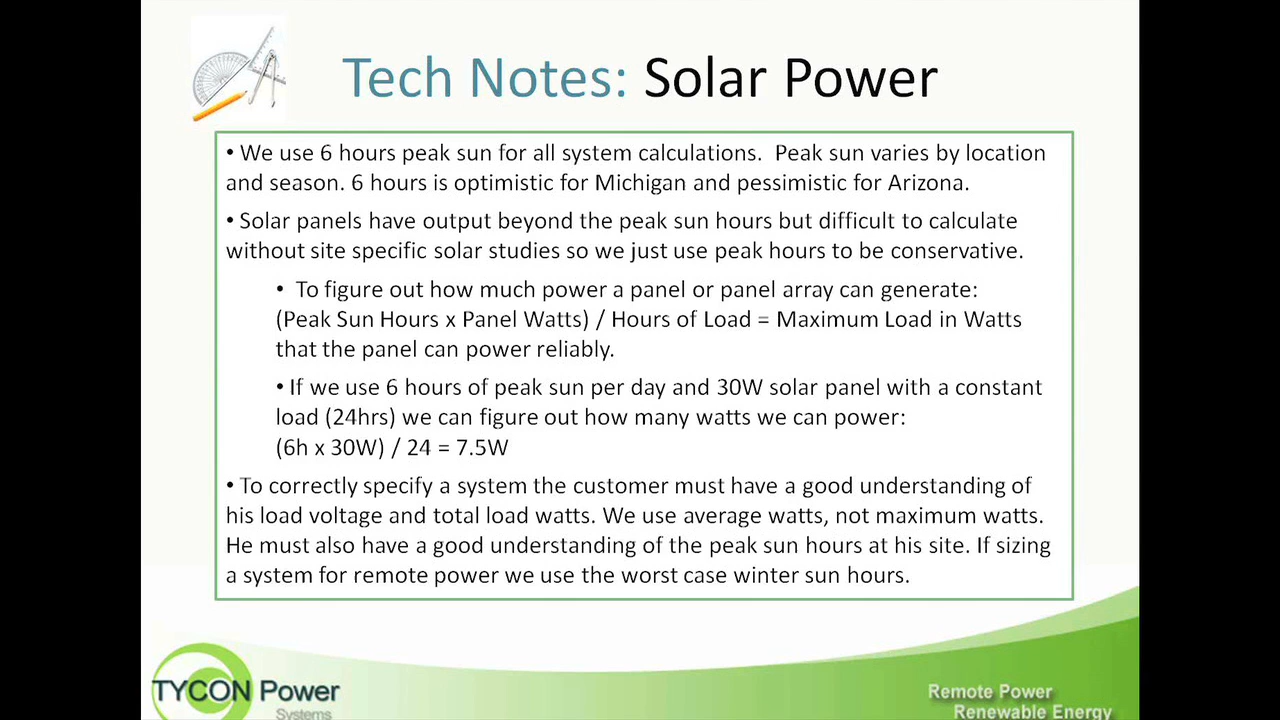 Tech Notes: Solar Power
• We use 6 hours peak sun for all system calculations.  Peak sun varies by location
and season. 6 hours is optimistic for Michigan and pessimistic for Arizona.
• Solar panels have output beyond the peak sun hours but difficult to calculate
without site specific solar studies so we just use peak hours to be conservative.
•  To figure out how much power a panel or panel array can generate:
(Peak Sun Hours x Panel Watts) / Hours of Load = Maximum Load in Watts
that the panel can power reliably.
• If we use 6 hours of peak sun per day and 30W solar panel with a constant
load (24hrs) we can figure out how many watts we can power:
(6h x 30W) / 24 = 7.5W
• To correctly specify a system the customer must have a good understanding of
his load voltage and total load watts. We use average watts, not maximum watts.
He must also have a good understanding of the peak sun hours at his site. If sizing
a system for remote power we use the worst case winter sun hours.
TYCON Power
Systems
Remote Power
Renewable Energy